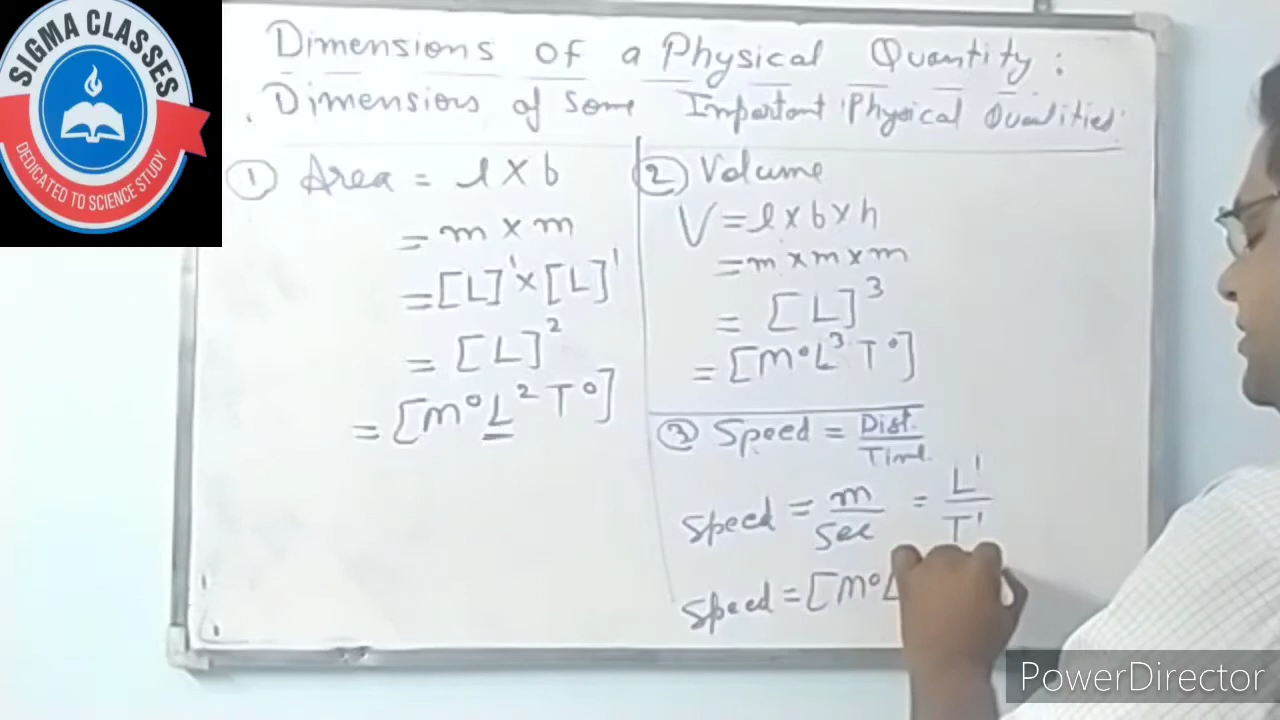 SIGMA CLASSES
DEDICATED TO SCIENCE STUDY
Dimensions of a Physical Quantity :
Dimensions of Some Important Physical Qualities
① Area = l × b
= m × m
= [L]¹ × [L]¹
= [L]²
= [M⁰ L² T⁰]
② Volume
V = l × b × h
= m × m × m
= [L]³
= [M⁰ L³ T⁰]
③ Speed = Dist. / Time
Speed = m / Sec = L¹ / T¹
Speed = [M⁰ L
PowerDirector